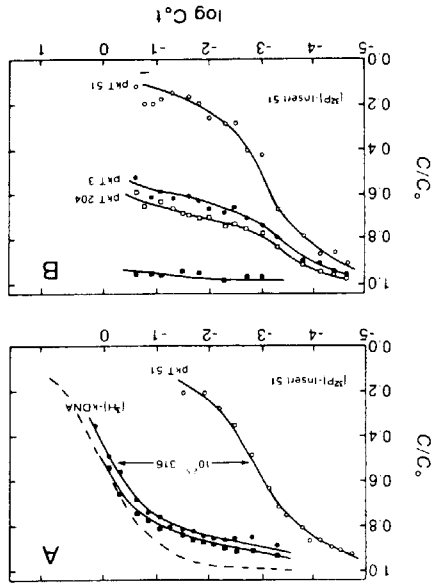 A
C/C₀
1.0
0.8
0.6
0.4
0.2
0.0
[³H]-kDNA
316
[³²P]-Insert 51
pkT 51
-5 -4 -3 -2 -1 0 1
B
C/C₀
1.0
0.8
0.6
0.4
0.2
0.0
pkT 204
pkT 3
[³²P]-Insert 51
pkT 51
-5 -4 -3 -2 -1 0 1
log C₀t